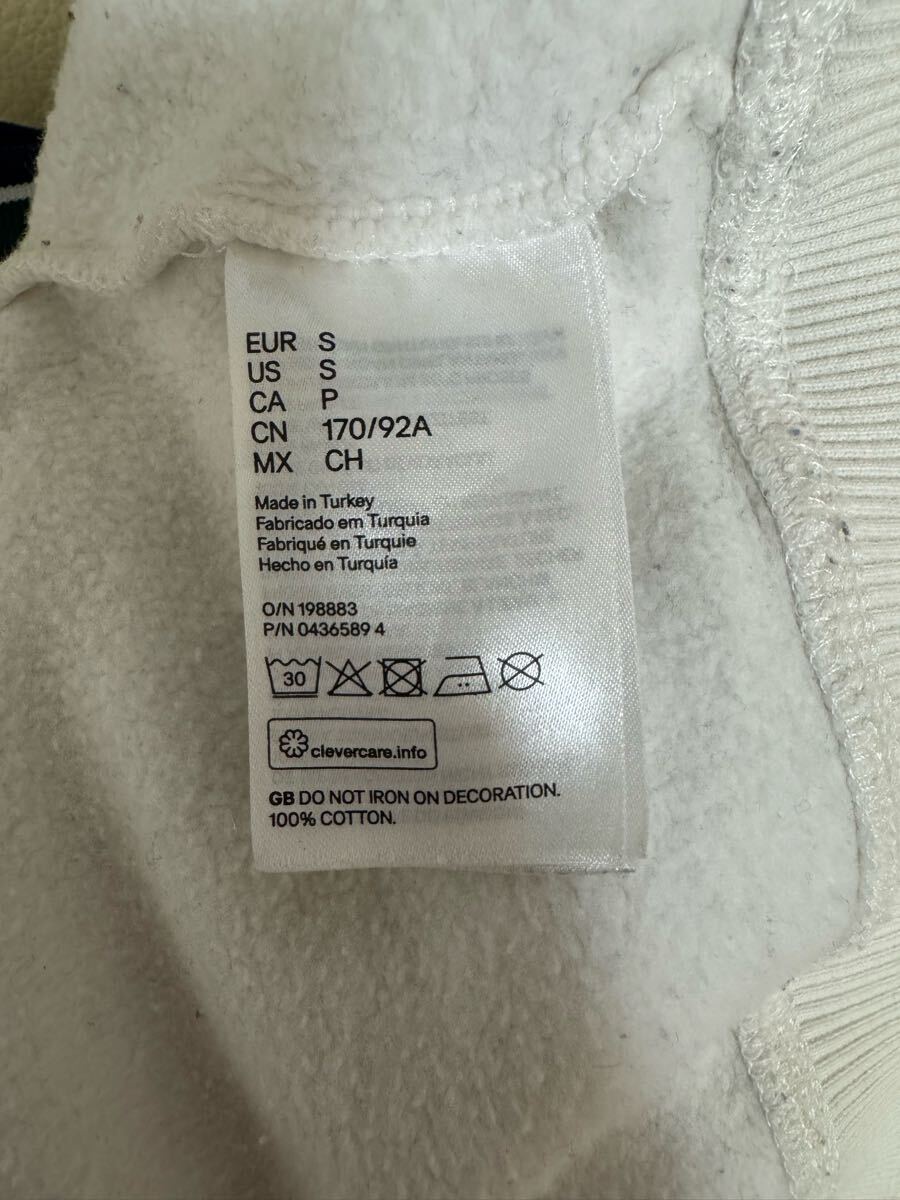 EUR S
US S
CA P
CN 170/92A
MX CH
Made in Turkey
Fabricado em Turquia
Fabriqué en Turquie
Hecho en Turquía
O/N 198883
P/N 0436589 4
30
clevercare.info
GB DO NOT IRON ON DECORATION.
100% COTTON.